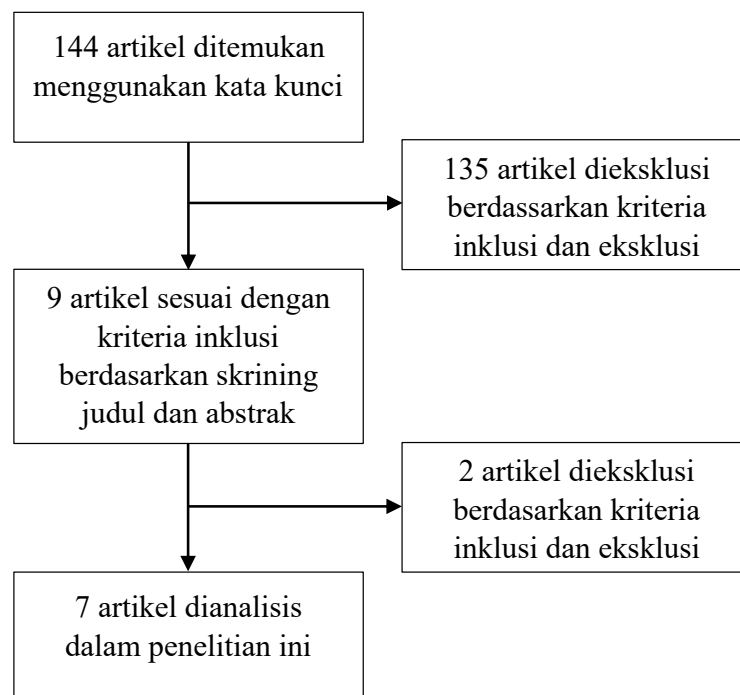 144 artikel ditemukan
menggunakan kata kunci
135 artikel dieksklusi
berdassarkan kriteria
inklusi dan eksklusi
9 artikel sesuai dengan
kriteria inklusi
berdasarkan skrining
judul dan abstrak
2 artikel dieksklusi
berdasarkan kriteria
inklusi dan eksklusi
7 artikel dianalisis
dalam penelitian ini